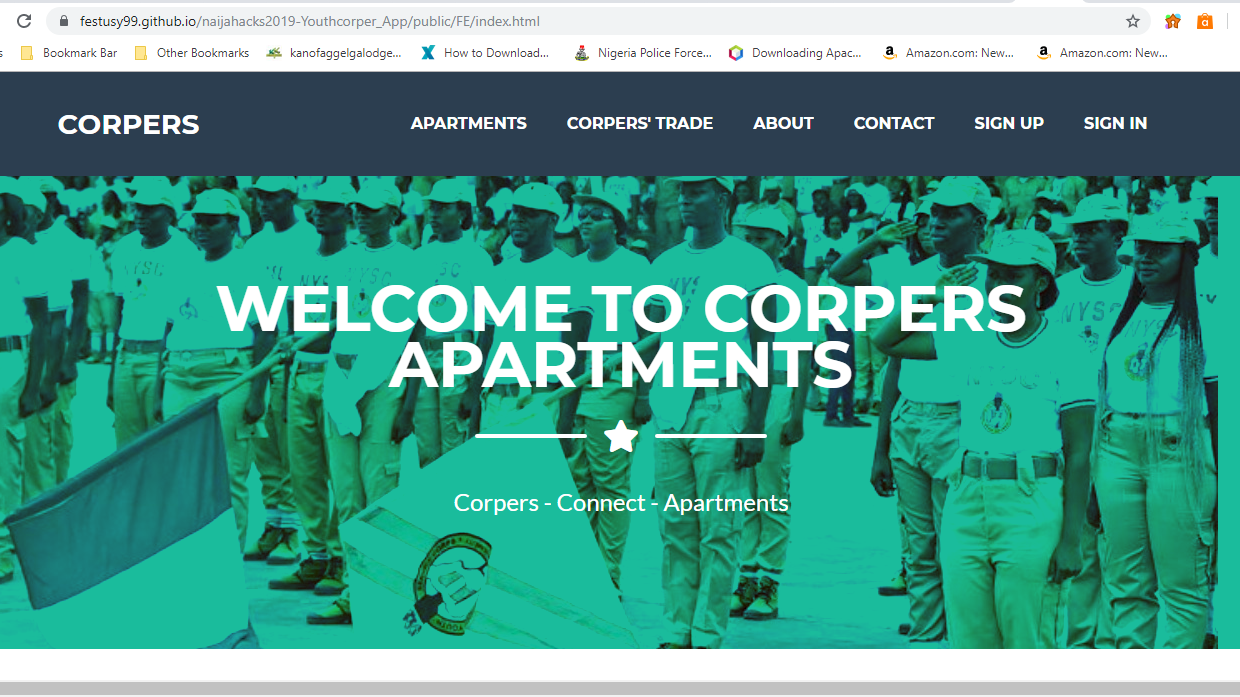 festusy99.github.io/naijahacks2019-Youthcorper_App/public/FE/index.html
s Bookmark Bar Other Bookmarks kanofaggelgalodge... How to Download... Nigeria Police Force... Downloading Apac... Amazon.com: New... Amazon.com: New...
CORPERS APARTMENTS CORPERS' TRADE ABOUT CONTACT SIGN UP SIGN IN
NYSC
NYSC
WELCOME TO CORPERS
APARTMENTS
Corpers - Connect - Apartments